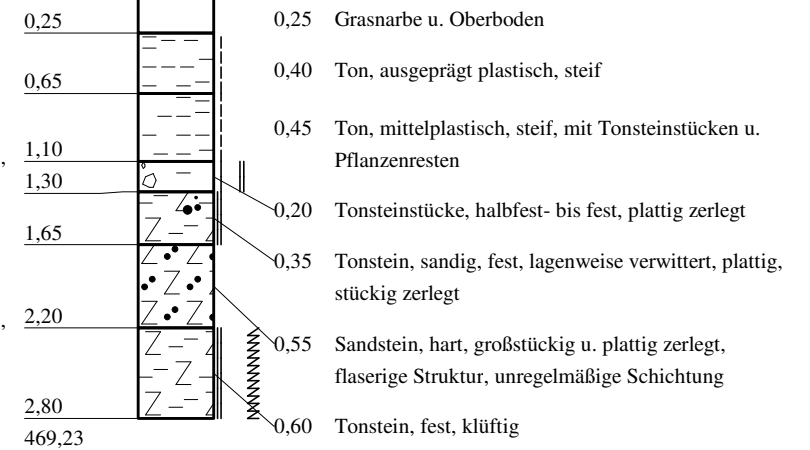 0,25 0,25 Grasnarbe u. Oberboden
0,40 Ton, ausgeprägt plastisch, steif
0,65
0,45 Ton, mittelplastisch, steif, mit Tonsteinstücken u.
, 1,10 Pflanzenresten
1,30
0,20 Tonsteinstücke, halbfest- bis fest, plattig zerlegt
1,65
0,35 Tonstein, sandig, fest, lagenweise verwittert, plattig,
stückig zerlegt
, 2,20
0,55 Sandstein, hart, großstückig u. plattig zerlegt,
flaserige Struktur, unregelmäßige Schichtung
2,80
0,60 Tonstein, fest, klüftig
469,23